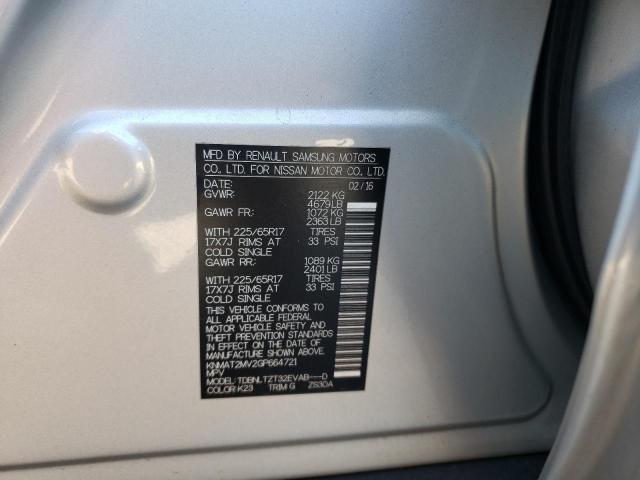 MFD BY RENAULT SAMSUNG MOTORS
CO., LTD. FOR NISSAN MOTOR CO., LTD.
DATE: 02/16
GVWR: 2122 KG
4679LB
GAWR FR: 1072 KG
2363 LB
WITH 225/65R17 TIRES
17X7J RIMS AT 33 PSI
COLD SINGLE
GAWR RR: 1089 KG
2401LB
WITH 225/65R17 TIRES
17X7J RIMS AT 33 PSI
COLD SINGLE
THIS VEHICLE CONFORMS TO
ALL APPLICABLE FEDERAL
MOTOR VEHICLE SAFETY AND
THEFT PREVENTION STANDARDS
IN EFFECT ON THE DATE OF
MANUFACTURE SHOWN ABOVE.
KNMAT2MV2GP664721
MPV
MODEL: TDBNLTZT32EVAB---D
COLOR K23 TRIM G ZS30A